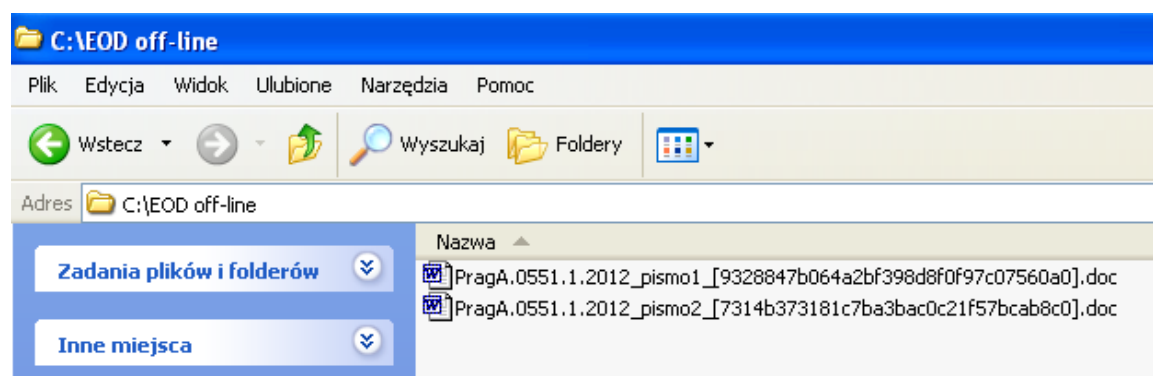 C:\EOD off-line
Plik Edycja Widok Ulubione Narzędzia Pomoc
Wstecz Wyszukaj Foldery
Adres C:\EOD off-line
Nazwa
Zadania plików i folderów
PragA.0551.1.2012_pismo1_[9328847b064a2bf398d8f0f97c07560a0].doc
PragA.0551.1.2012_pismo2_[7314b373181c7ba3bac0c21f57bcab8c0].doc
Inne miejsca